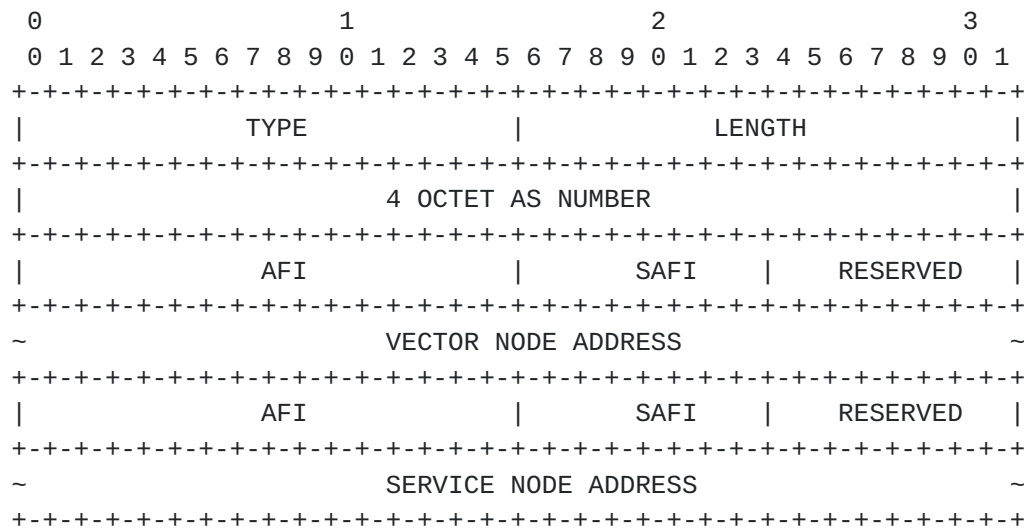 0                   1                   2                   3
 0 1 2 3 4 5 6 7 8 9 0 1 2 3 4 5 6 7 8 9 0 1 2 3 4 5 6 7 8 9 0 1
+-+-+-+-+-+-+-+-+-+-+-+-+-+-+-+-+-+-+-+-+-+-+-+-+-+-+-+-+-+-+-+-+
|              TYPE             |            LENGTH             |
+-+-+-+-+-+-+-+-+-+-+-+-+-+-+-+-+-+-+-+-+-+-+-+-+-+-+-+-+-+-+-+-+
|                       4 OCTET AS NUMBER                       |
+-+-+-+-+-+-+-+-+-+-+-+-+-+-+-+-+-+-+-+-+-+-+-+-+-+-+-+-+-+-+-+-+
|               AFI             |       SAFI    |    RESERVED   |
+-+-+-+-+-+-+-+-+-+-+-+-+-+-+-+-+-+-+-+-+-+-+-+-+-+-+-+-+-+-+-+-+
~                       VECTOR NODE ADDRESS                     ~
+-+-+-+-+-+-+-+-+-+-+-+-+-+-+-+-+-+-+-+-+-+-+-+-+-+-+-+-+-+-+-+-+
|               AFI             |       SAFI    |    RESERVED   |
+-+-+-+-+-+-+-+-+-+-+-+-+-+-+-+-+-+-+-+-+-+-+-+-+-+-+-+-+-+-+-+-+
~                       SERVICE NODE ADDRESS                    ~
+-+-+-+-+-+-+-+-+-+-+-+-+-+-+-+-+-+-+-+-+-+-+-+-+-+-+-+-+-+-+-+-+